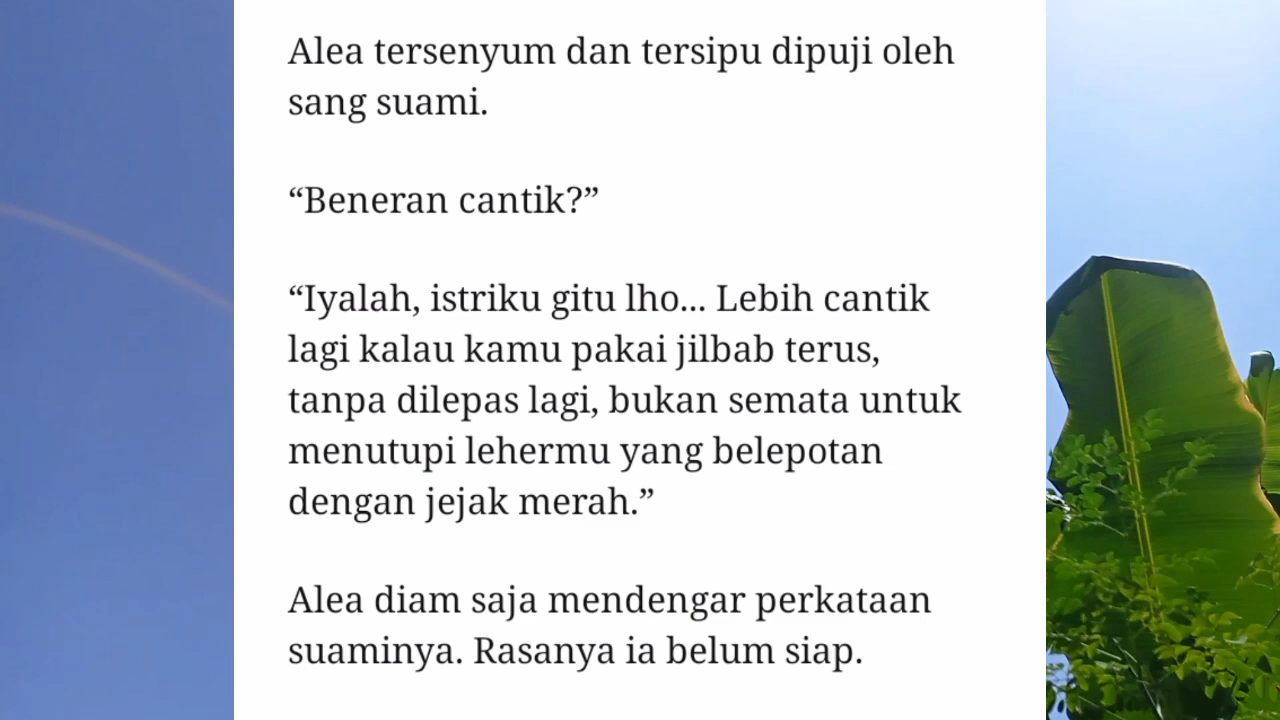 Alea tersenyum dan tersipu dipuji oleh
sang suami.
“Beneran cantik?”
“Iyalah, istriku gitu lho... Lebih cantik
lagi kalau kamu pakai jilbab terus,
tanpa dilepas lagi, bukan semata untuk
menutupi lehermu yang belepotan
dengan jejak merah.”
Alea diam saja mendengar perkataan
suaminya. Rasanya ia belum siap.